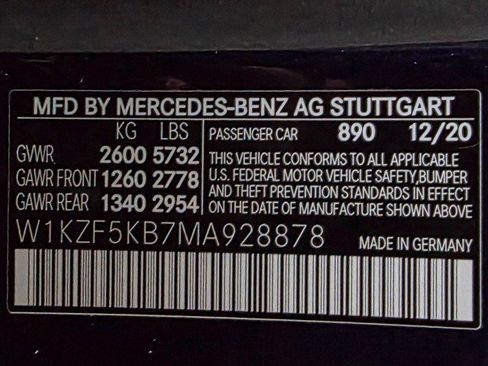 MFD BY MERCEDES-BENZ AG STUTTGART
KG LBS
GVWR 2600 5732
GAWR FRONT 1260 2778
GAWR REAR 1340 2954
PASSENGER CAR 890 12/20
THIS VEHICLE CONFORMS TO ALL APPLICABLE
U.S. FEDERAL MOTOR VEHICLE SAFETY,BUMPER
AND THEFT PREVENTION STANDARDS IN EFFECT
ON THE DATE OF MANUFACTURE SHOWN ABOVE
W1KZF5KB7MA928878 MADE IN GERMANY